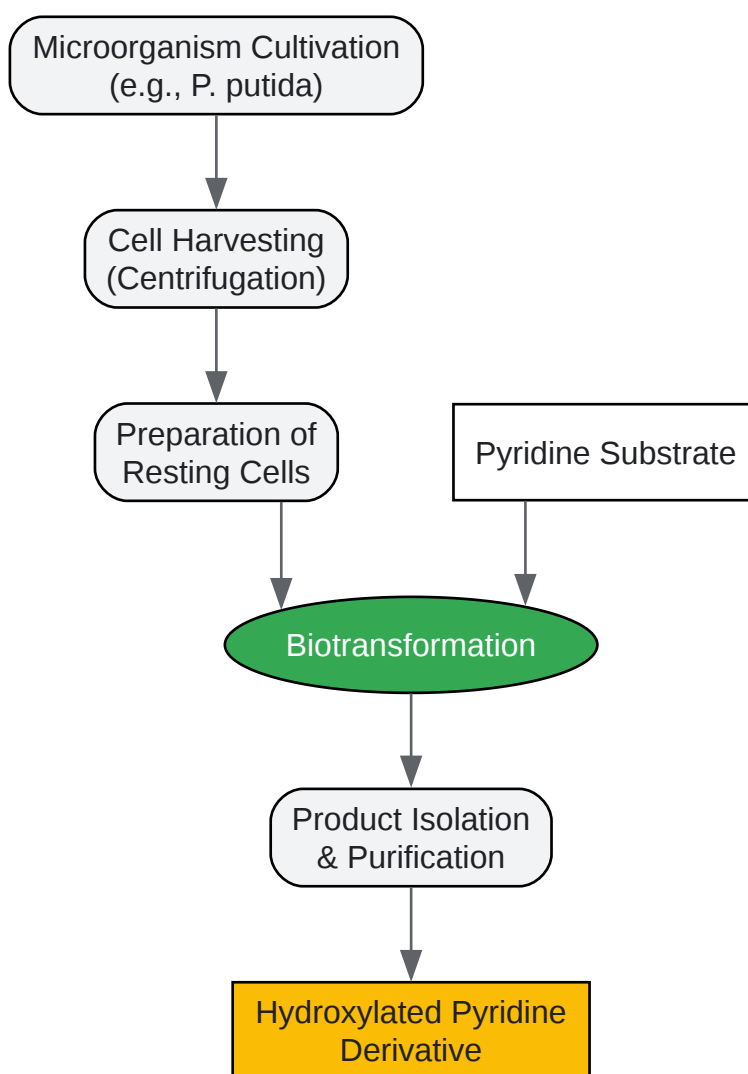 Microorganism Cultivation
(e.g., P. putida)
Cell Harvesting
(Centrifugation)
Preparation of
Resting Cells
Pyridine Substrate
Biotransformation
Product Isolation
& Purification
Hydroxylated Pyridine
Derivative